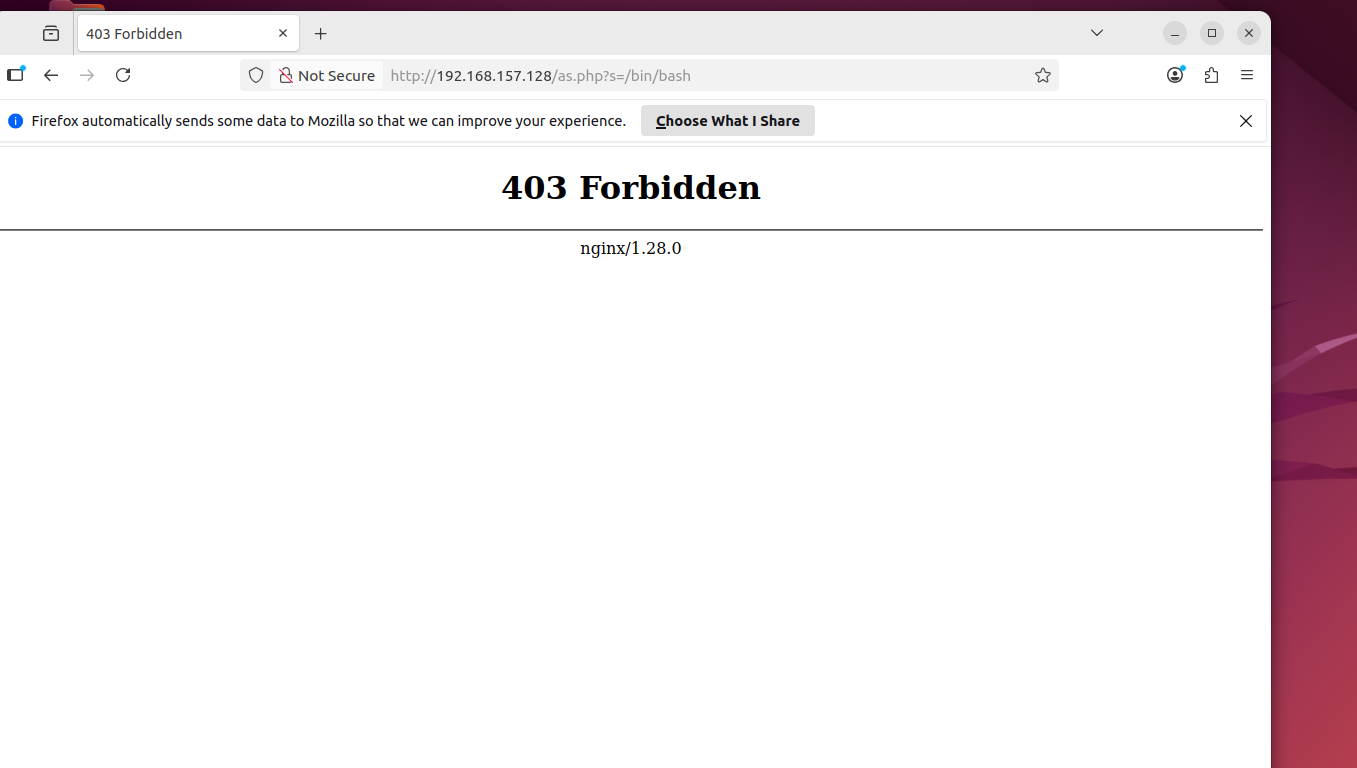 403 Forbidden
Not Secure
http://192.168.157.128/as.php?s=/bin/bash
Firefox automatically sends some data to Mozilla so that we can improve your experience.
Choose What I Share
403 Forbidden
nginx/1.28.0